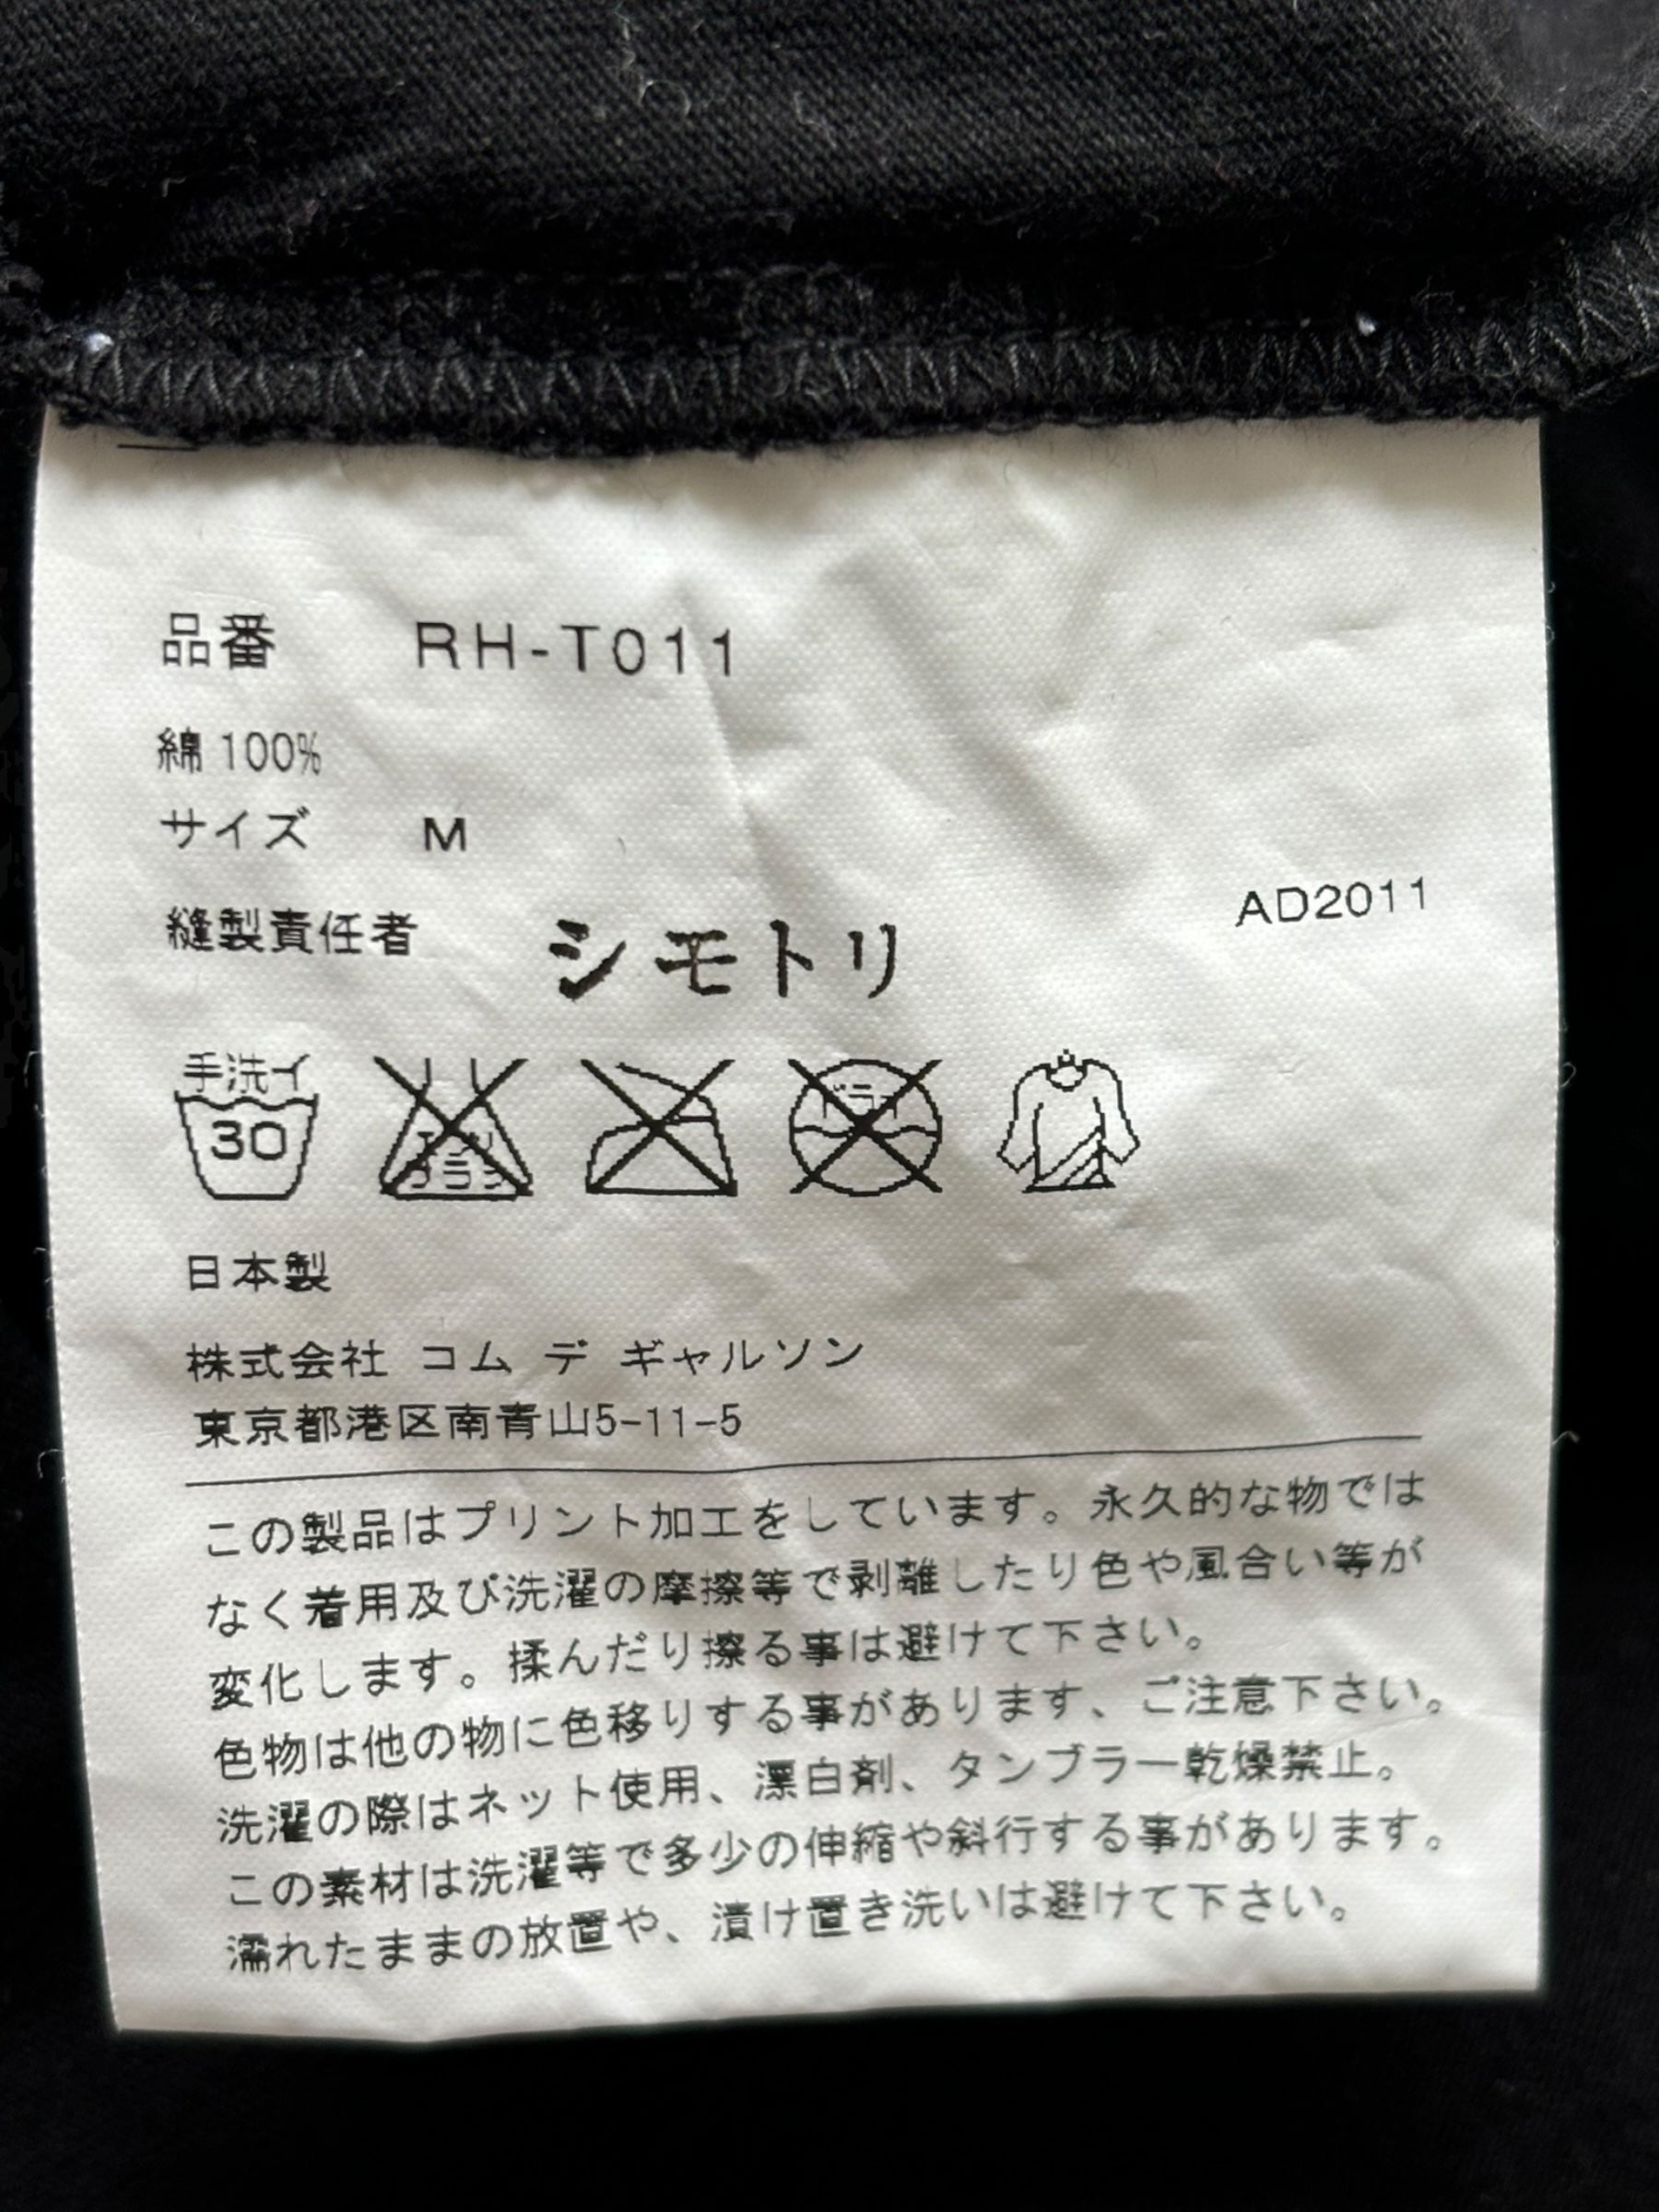 品番 RH-T011
綿 100%
サイズ M
AD2011
縫製責任者 シモトリ
手洗イ
30
エンソ
サラシ
ドライ
日本製
株式会社 コム デ ギャルソン
東京都港区南青山5-11-5
この製品はプリント加工をしています。永久的な物では
なく着用及び洗濯の摩擦等で剥離したり色や風合い等が
変化します。揉んだり擦る事は避けて下さい。
色物は他の物に色移りする事があります、ご注意下さい。
洗濯の際はネット使用、漂白剤、タンブラー乾燥禁止。
この素材は洗濯等で多少の伸縮や斜行する事があります。
濡れたままの放置や、漬け置き洗いは避けて下さい。